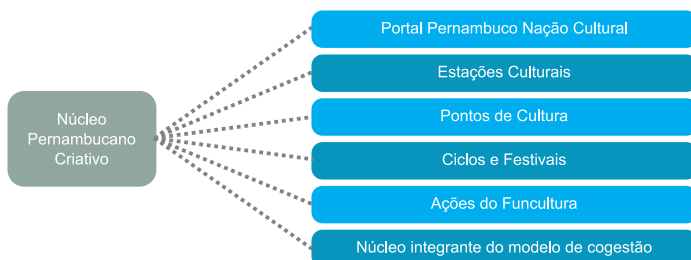 Núcleo
Pernambucano
Criativo
Portal Pernambuco Nação Cultural
Estações Culturais
Pontos de Cultura
Ciclos e Festivais
Ações do Funcultura
Núcleo integrante do modelo de cogestão